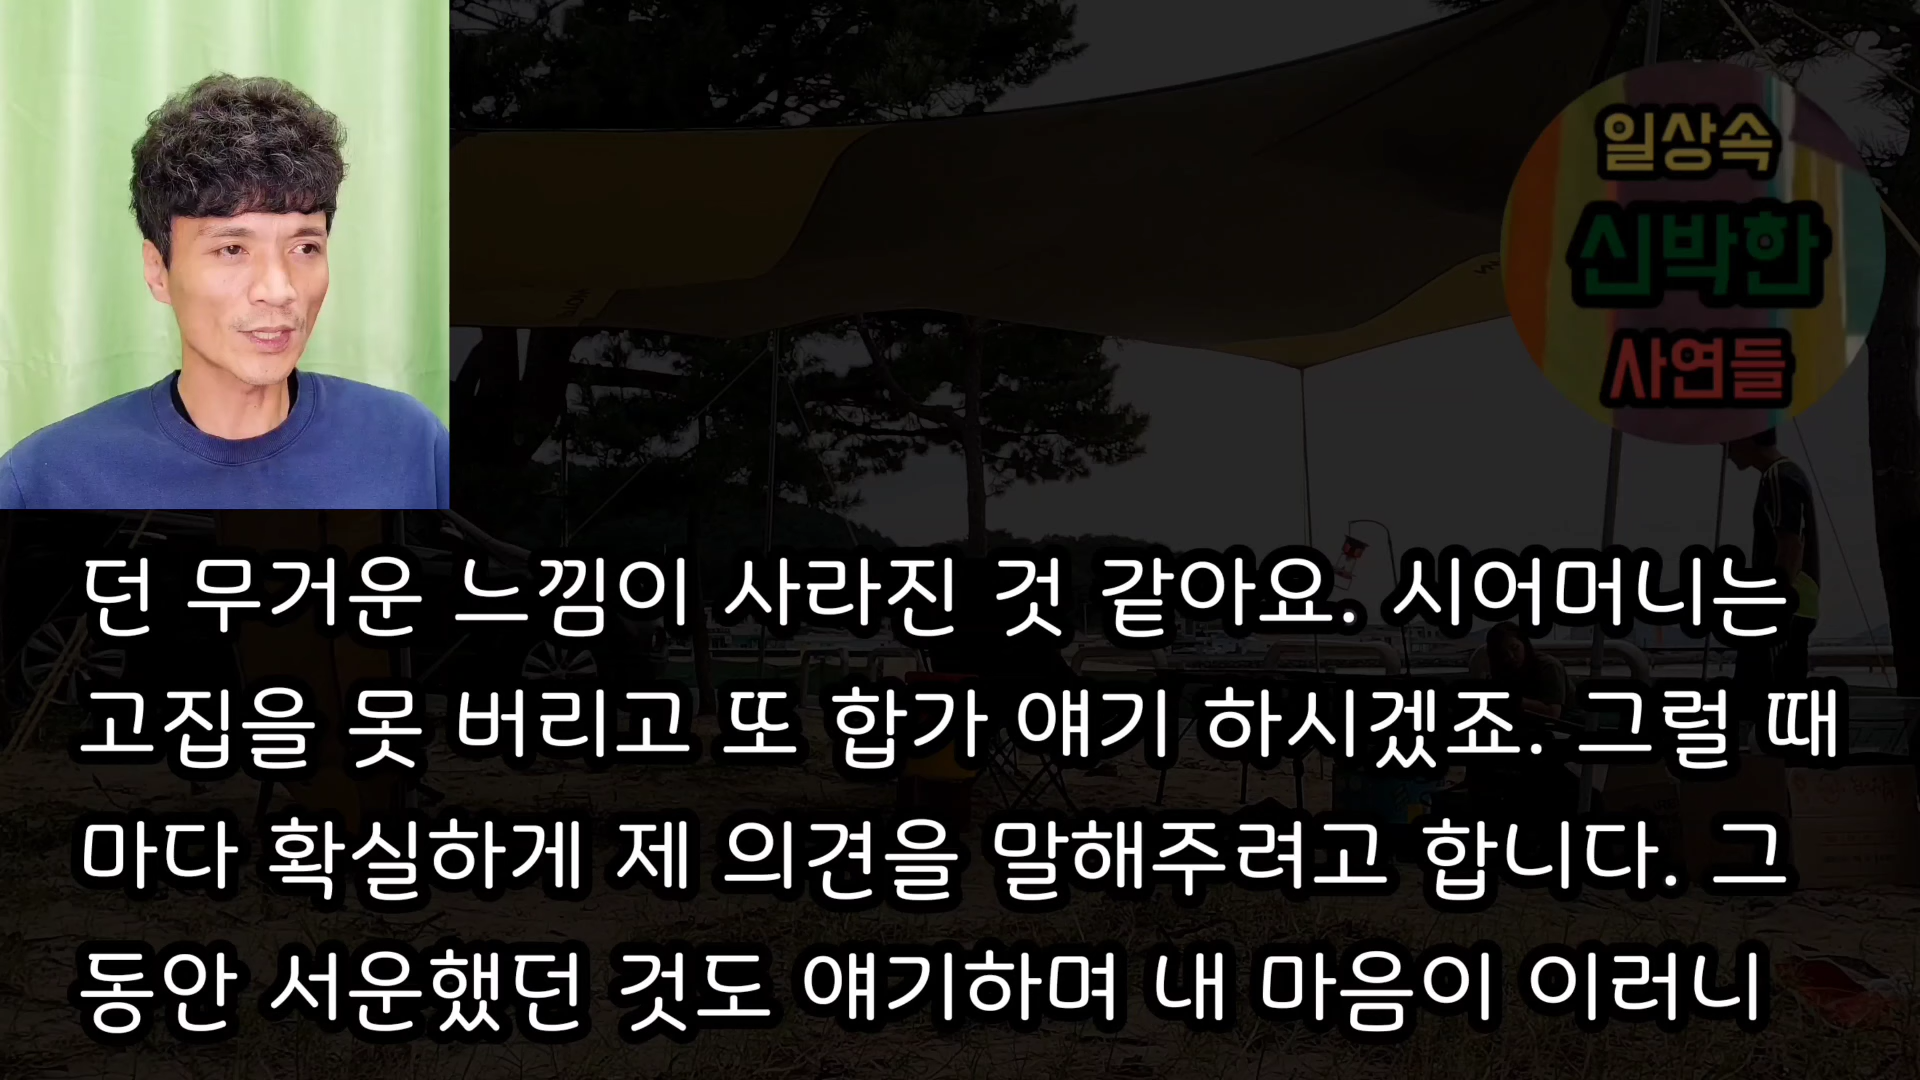 일상속
신박한
사연들
던 무거운 느낌이 사라진 것 같아요. 시어머니는
고집을 못 버리고 또 합가 얘기 하시겠죠. 그럴 때
마다 확실하게 제 의견을 말해주려고 합니다. 그
동안 서운했던 것도 얘기하며 내 마음이 이러니